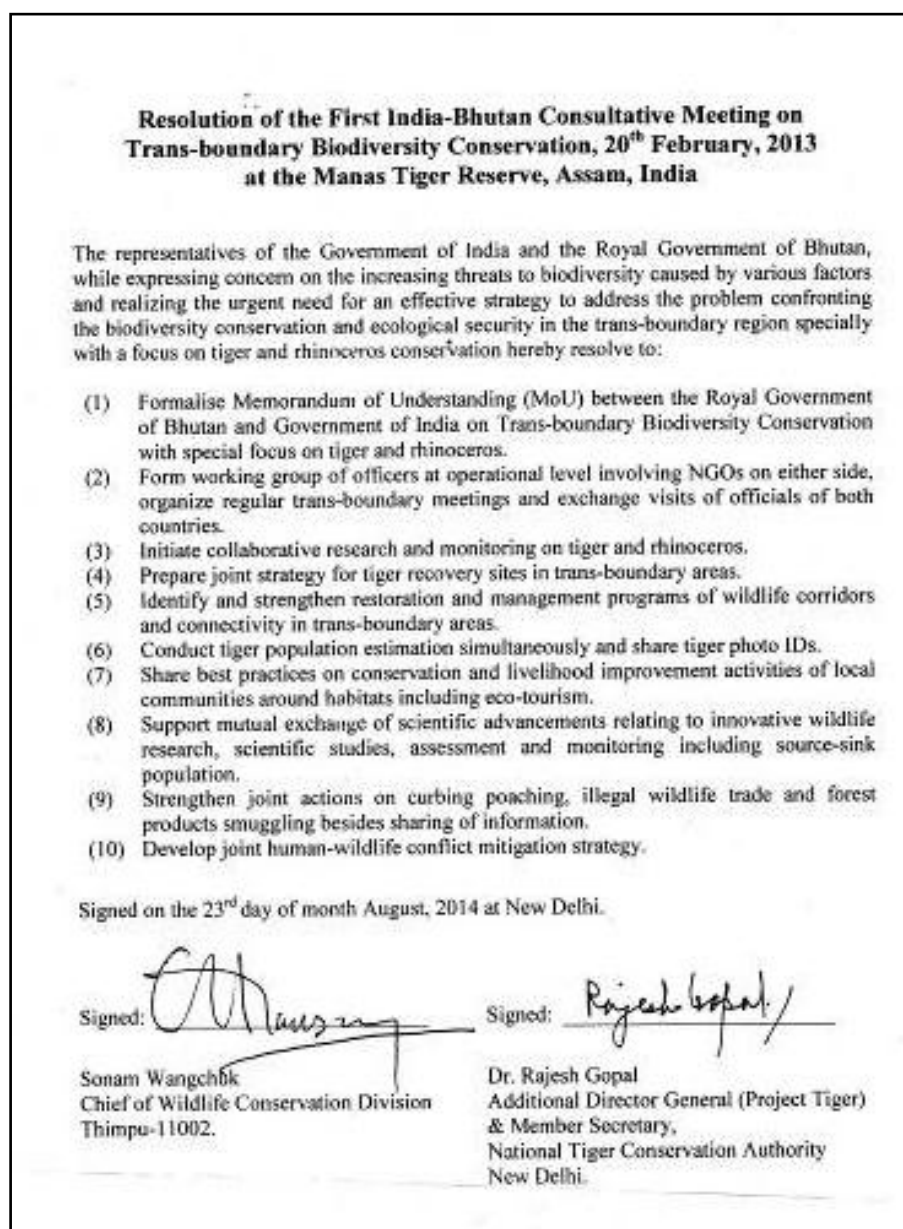 Resolution of the First India-Bhutan Consultative Meeting on
Trans-boundary Biodiversity Conservation, 20th February, 2013
at the Manas Tiger Reserve, Assam, India
The representatives of the Government of India and the Royal Government of Bhutan,
while expressing concern on the increasing threats to biodiversity caused by various factors
and realizing the urgent need for an effective strategy to address the problem confronting
the biodiversity conservation and ecological security in the trans-boundary region specially
with a focus on tiger and rhinoceros conservation hereby resolve to:
(1) Formalise Memorandum of Understanding (MoU) between the Royal Government
of Bhutan and Government of India on Trans-boundary Biodiversity Conservation
with special focus on tiger and rhinoceros.
(2) Form working group of officers at operational level involving NGOs on either side,
organize regular trans-boundary meetings and exchange visits of officials of both
countries.
(3) Initiate collaborative research and monitoring on tiger and rhinoceros.
(4) Prepare joint strategy for tiger recovery sites in trans-boundary areas.
(5) Identify and strengthen restoration and management programs of wildlife corridors
and connectivity in trans-boundary areas.
(6) Conduct tiger population estimation simultaneously and share tiger photo IDs.
(7) Share best practices on conservation and livelihood improvement activities of local
communities around habitats including eco-tourism.
(8) Support mutual exchange of scientific advancements relating to innovative wildlife
research, scientific studies, assessment and monitoring including source-sink
population.
(9) Strengthen joint actions on curbing poaching, illegal wildlife trade and forest
products smuggling besides sharing of information.
(10) Develop joint human-wildlife conflict mitigation strategy.
Signed on the 23rd day of month August, 2014 at New Delhi.
Signed:
Signed: Rajesh Gopal
Sonam Wangchuk
Chief of Wildlife Conservation Division
Thimpu-11002.
Dr. Rajesh Gopal
Additional Director General (Project Tiger)
& Member Secretary,
National Tiger Conservation Authority
New Delhi.